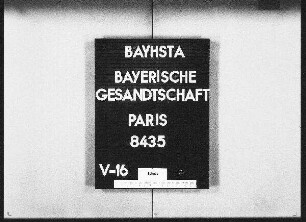 BAYHSTA
BAYERISCHE
GESANDTSCHAFT
PARIS
8435
V-16